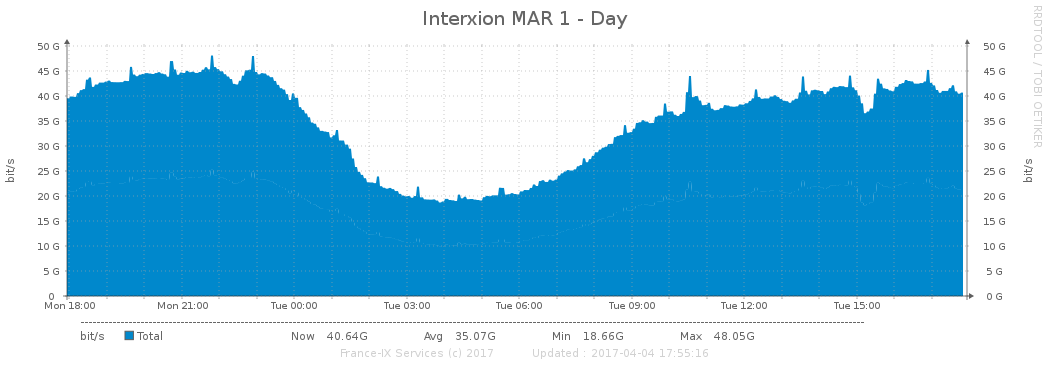 Interxion MAR 1 - Day
RRDTOOL / TOBI OETIKER
50 G 50 G
45 G 45 G
40 G 40 G
35 G 35 G
30 G 30 G
25 G 25 G
20 G 20 G
15 G 15 G
10 G 10 G
5 G 5 G
0 0 G
bit/s
bit/s
Mon 18:00 Mon 21:00 Tue 00:00 Tue 03:00 Tue 06:00 Tue 09:00 Tue 12:00 Tue 15:00
bit/s Total Now 40.64G Avg 35.07G Min 18.66G Max 48.05G
France-IX Services (c) 2017 Updated : 2017-04-04 17:55:16